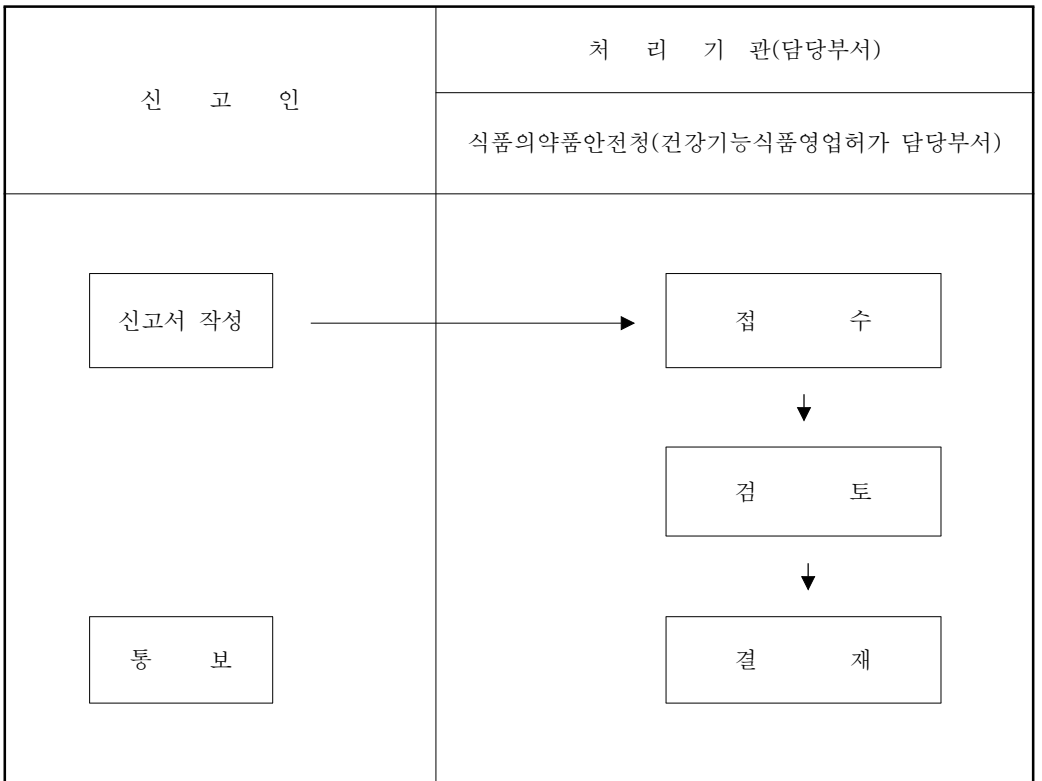 처 리 기 관(담당부서)
신 고 인
식품의약품안전청(건강기능식품영업허가 담당부서)
신고서 작성
접 수
검 토
통 보
결 재